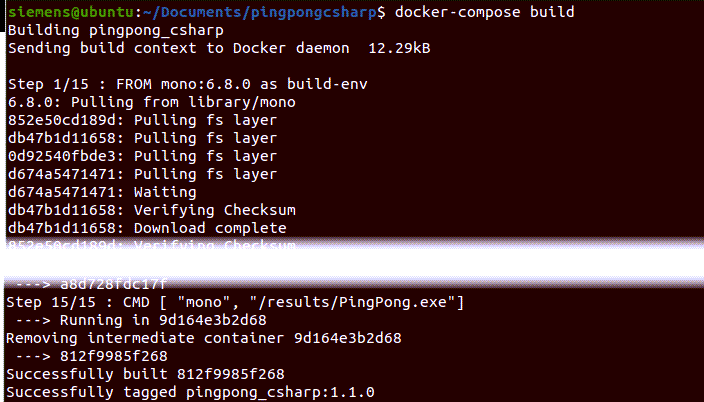 siemens@ubuntu:~/Documents/pingpongcsharp$ docker-compose build
Building pingpong_csharp
Sending build context to Docker daemon  12.29kB
Step 1/15 : FROM mono:6.8.0 as build-env
6.8.0: Pulling from library/mono
852e50cd189d: Pulling fs layer
db47b1d11658: Pulling fs layer
0d92540fbde3: Pulling fs layer
d674a5471471: Pulling fs layer
d674a5471471: Waiting
db47b1d11658: Verifying Checksum
db47b1d11658: Download complete
852e50cd189d: Verifying Checksum
---> a8d728fdc17f
Step 15/15 : CMD [ "mono", "/results/PingPong.exe"]
---> Running in 9d164e3b2d68
Removing intermediate container 9d164e3b2d68
---> 812f9985f268
Successfully built 812f9985f268
Successfully tagged pingpong_csharp:1.1.0